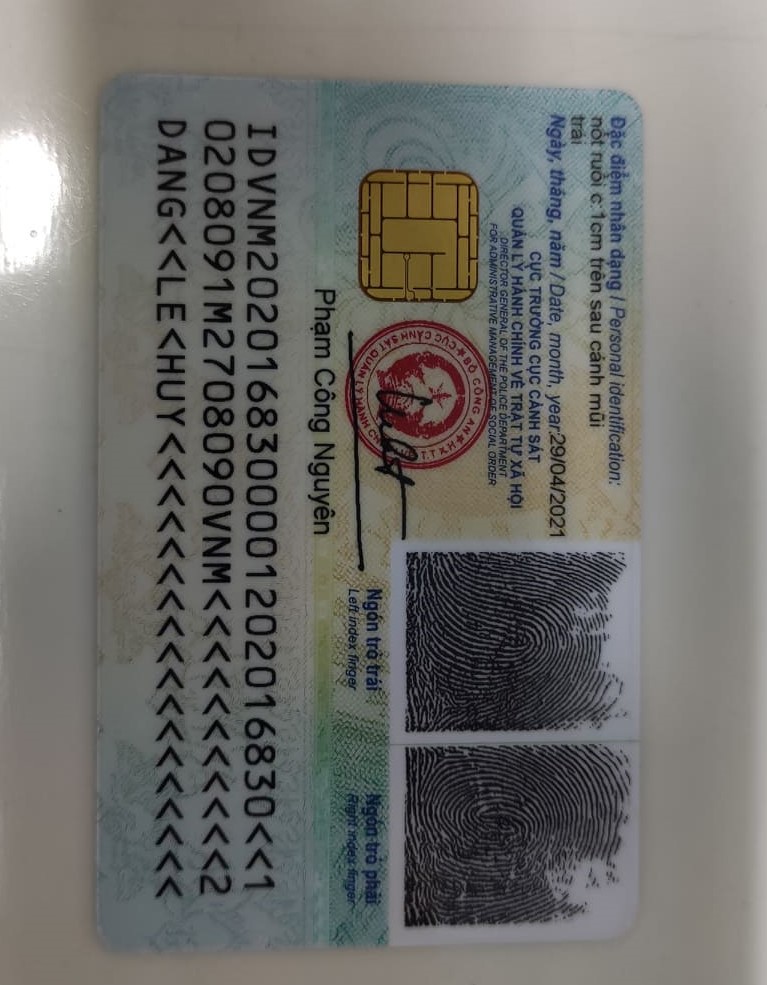 Đặc điểm nhân dạng / Personal identification:
nốt ruồi c:1cm trên sau cánh mũi
trái
Ngày, tháng, năm / Date, month, year:29/04/2021
CỤC TRƯỞNG CỤC CẢNH SÁT
QUẢN LÝ HÀNH CHÍNH VỀ TRẬT TỰ XÃ HỘI
DIRECTOR GENERAL OF THE POLICE DEPARTMENT
FOR ADMINISTRATIVE MANAGEMENT OF SOCIAL ORDER
BỘ CÔNG AN
CỤC CẢNH SÁT QUẢN LÝ HÀNH
Ngón trỏ trái
Left index finger
Ngón trỏ phải
Right index finger
Phạm Công Nguyên
IDVNM2020168300001202016830<<1
0208091M2708090VNM<<<<<<<<<<<2
DANG<<LE<HUY<<<<<<<<<<<<<<<<<<